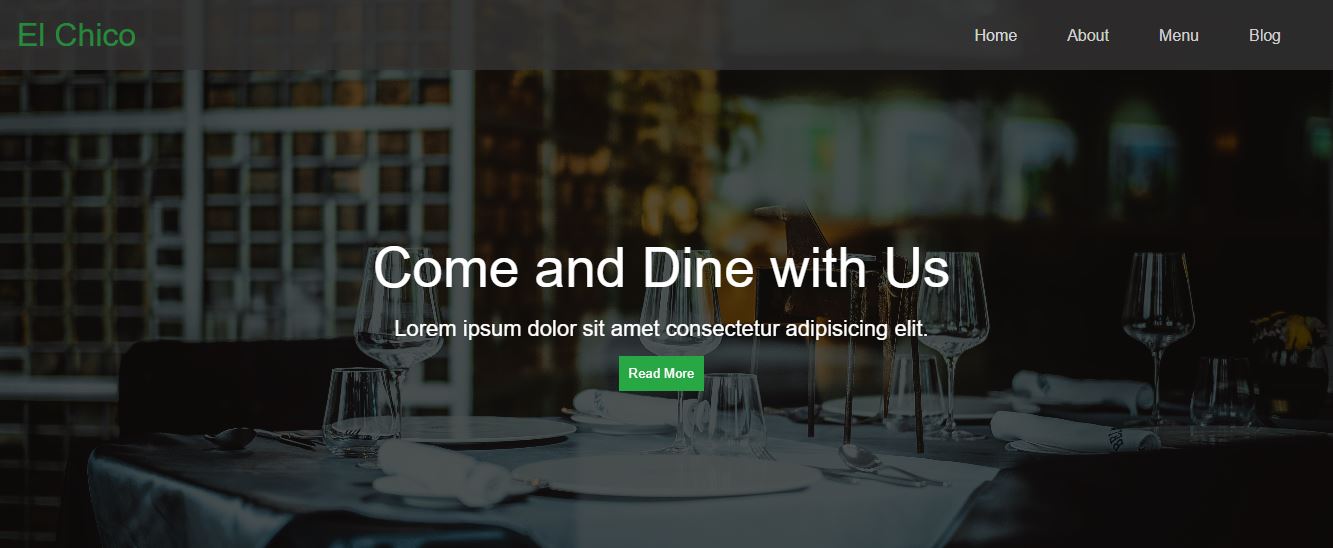 El Chico
Home About Menu Blog
Come and Dine with Us
Lorem ipsum dolor sit amet consectetur adipisicing elit.
Read More